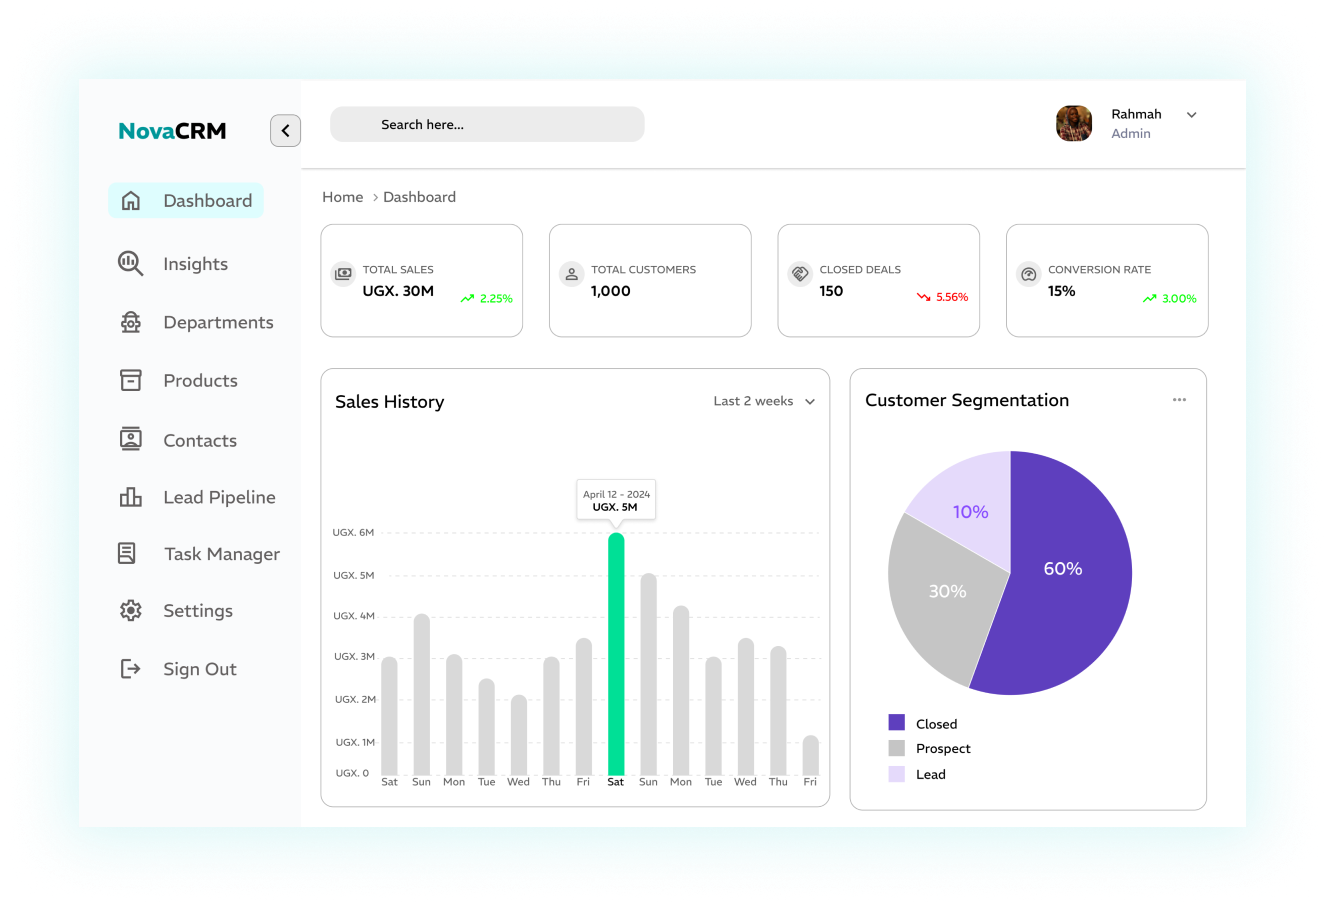 NovaCRM
Search here...
Rahmah
Admin
Dashboard
Insights
Departments
Products
Contacts
Lead Pipeline
Task Manager
Settings
Sign Out
Home > Dashboard
TOTAL SALES
UGX. 30M
2.25%
TOTAL CUSTOMERS
1,000
CLOSED DEALS
150
5.56%
CONVERSION RATE
15%
3.00%
Sales History
Last 2 weeks
April 12 - 2024
UGX. 5M
UGX. 6M
UGX. 5M
UGX. 4M
UGX. 3M
UGX. 2M
UGX. 1M
UGX. 0
Sat Sun Mon Tue Wed Thu Fri Sat Sun Mon Tue Wed Thu Fri
Customer Segmentation
10%
60%
30%
Closed
Prospect
Lead